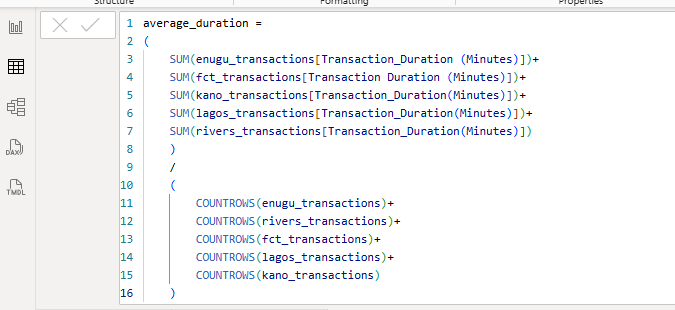 Structure Formatting Properties
1 average_duration =
2 (
3 SUM(enugu_transactions[Transaction_Duration (Minutes)])+
4 SUM(fct_transactions[Transaction Duration (Minutes)])+
5 SUM(kano_transactions[Transaction_Duration(Minutes)])+
6 SUM(lagos_transactions[Transaction_Duration(Minutes)])+
7 SUM(rivers_transactions[Transaction_Duration(Minutes)])
8 )
9 /
10 (
11 COUNTROWS(enugu_transactions)+
12 COUNTROWS(rivers_transactions)+
13 COUNTROWS(fct_transactions)+
14 COUNTROWS(lagos_transactions)+
15 COUNTROWS(kano_transactions)
16 )
DAX
TMDL